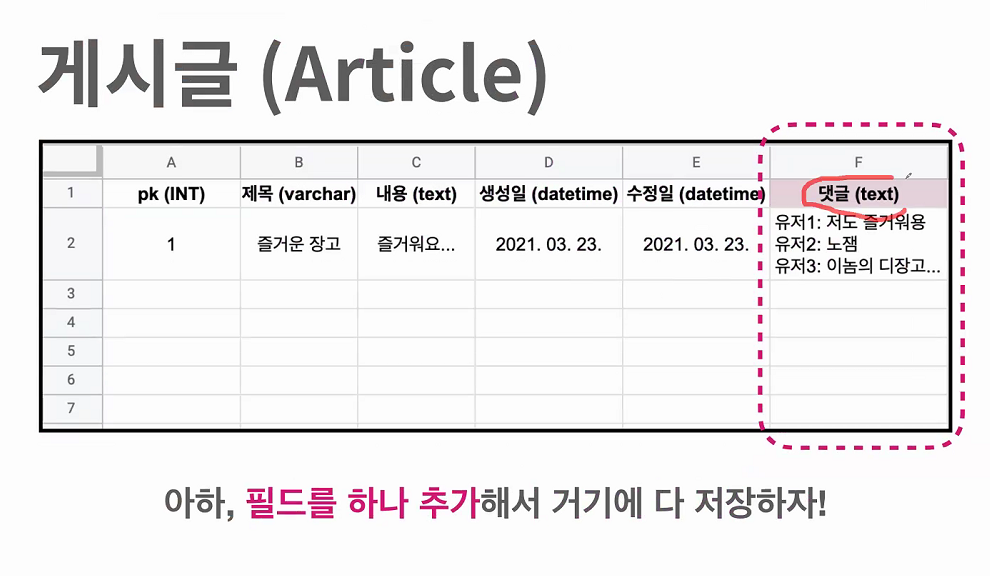 게시글 (Article)
A B C D E F
1 pk (INT) 제목 (varchar) 내용 (text) 생성일 (datetime) 수정일 (datetime) 댓글 (text)
2 1 즐거운 장고 즐거워요... 2021. 03. 23. 2021. 03. 23. 유저1: 저도 즐거워용
유저2: 노잼
유저3: 이놈의 디장고...
3
4
5
6
7
아하, 필드를 하나 추가해서 거기에 다 저장하자!